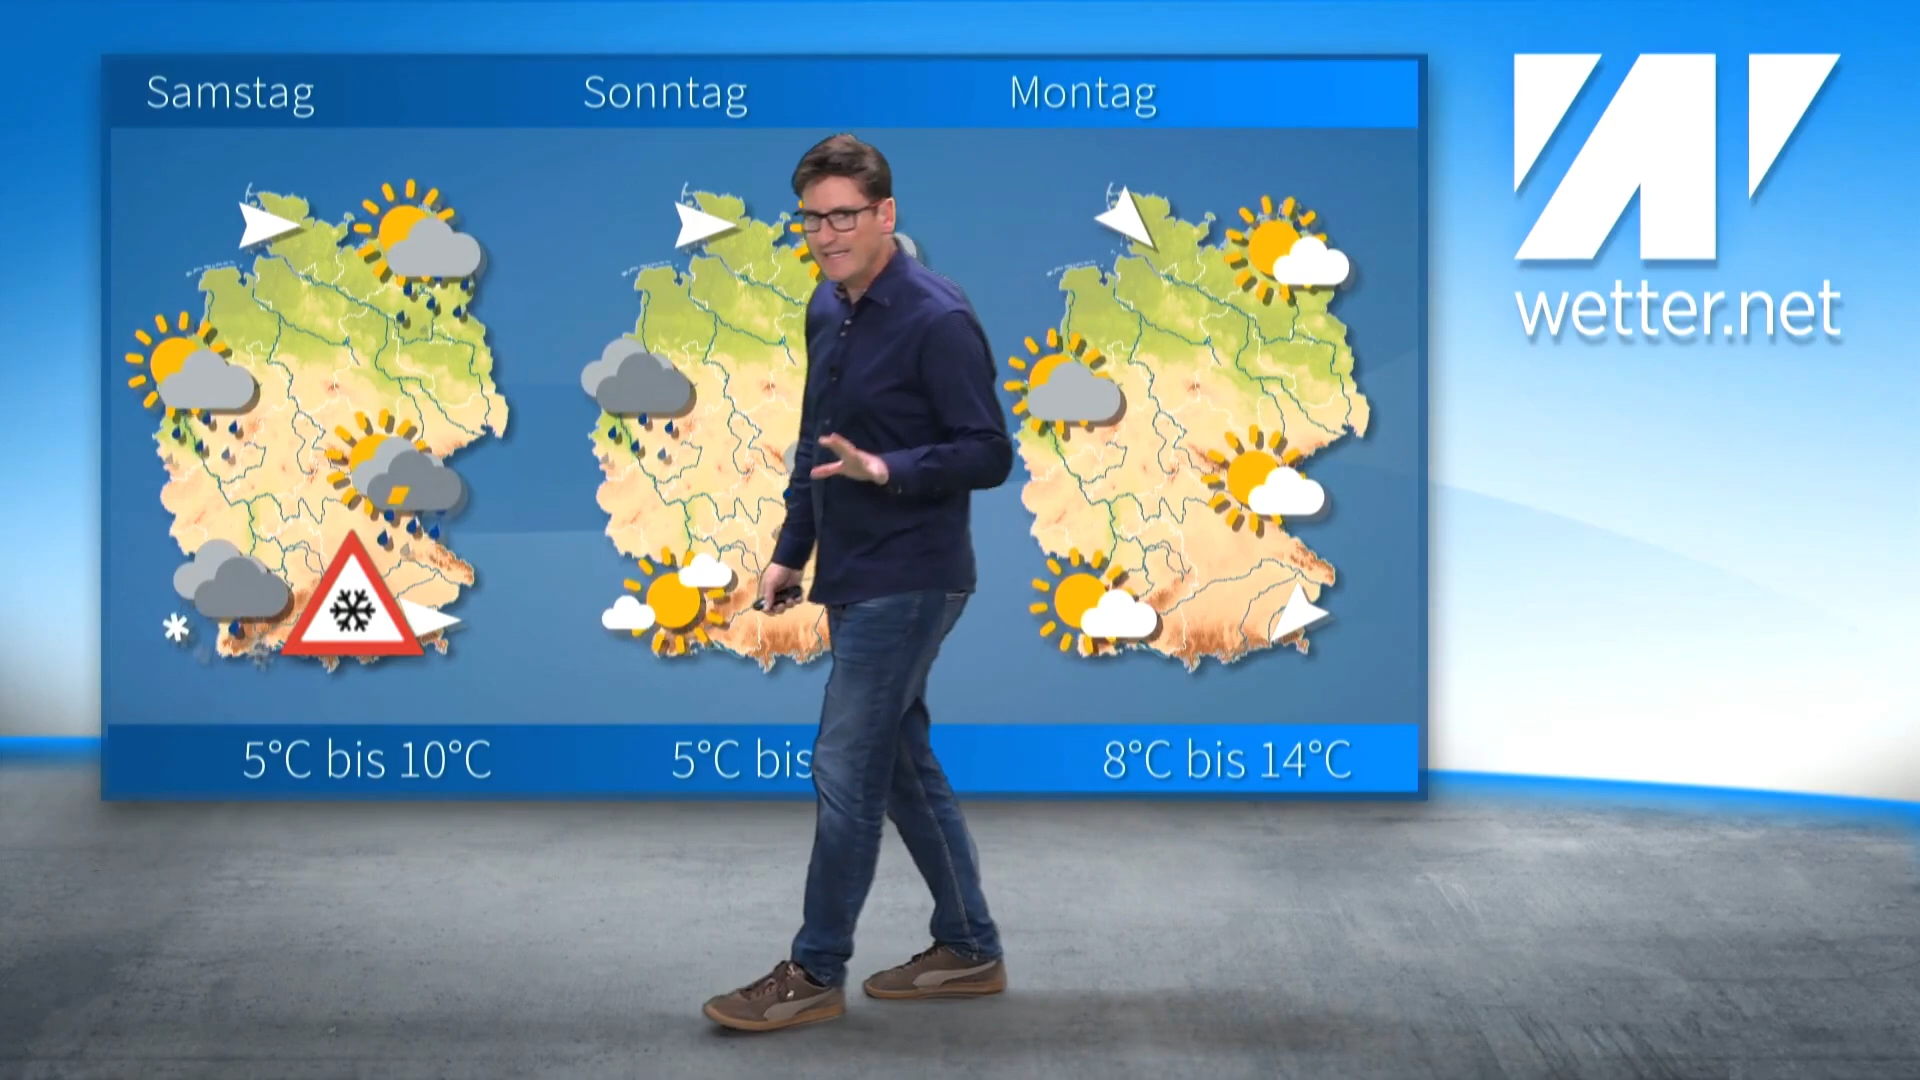 Samstag
Sonntag
Montag
wetter.net
5°C bis 10°C
5°C bis
8°C bis 14°C